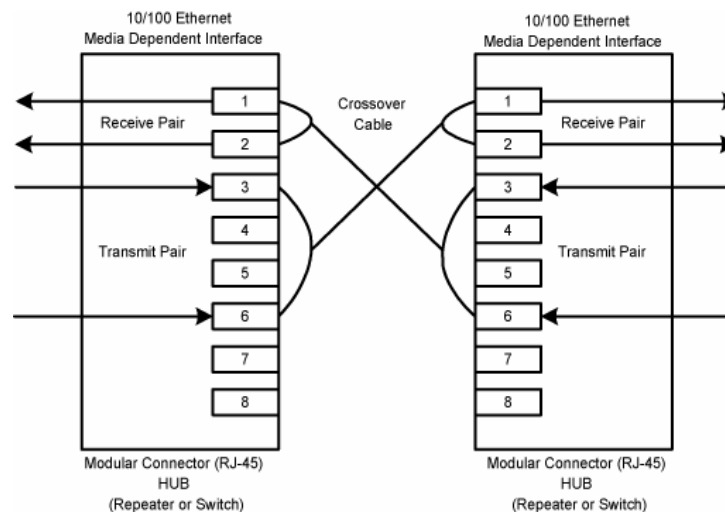 10/100 Ethernet
Media Dependent Interface
10/100 Ethernet
Media Dependent Interface
1
Receive Pair
2
3
4
Transmit Pair
5
6
7
8
Crossover
Cable
1
Receive Pair
2
3
4
Transmit Pair
5
6
7
8
Modular Connector (RJ-45)
HUB
(Repeater or Switch)
Modular Connector (RJ-45)
HUB
(Repeater or Switch)